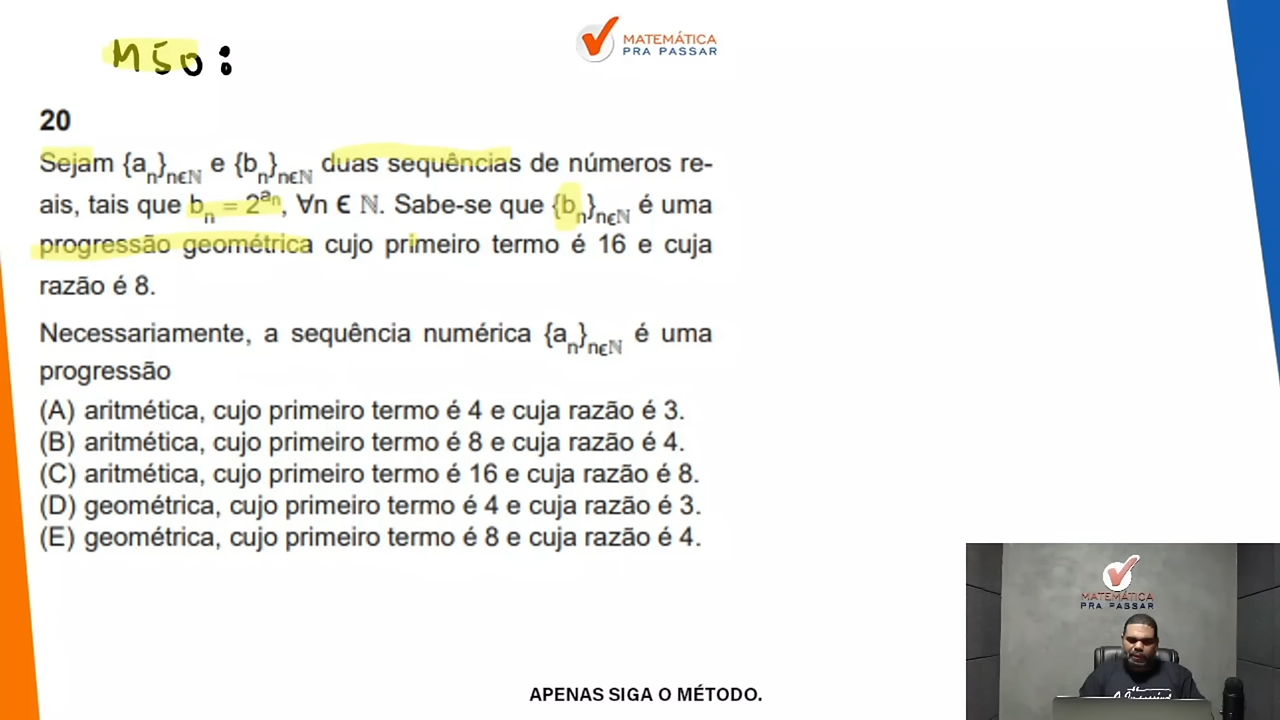 M50:
MATEMÁTICA
PRA PASSAR
20
Sejam {aₙ}ₙϵℕ e {bₙ}ₙϵℕ duas sequências de números re-
ais, tais que bₙ = 2^aₙ, ∀n Є ℕ. Sabe-se que {bₙ}ₙϵℕ é uma
progressão geométrica cujo primeiro termo é 16 e cuja
razão é 8.
Necessariamente, a sequência numérica {aₙ}ₙϵℕ é uma
progressão
(A) aritmética, cujo primeiro termo é 4 e cuja razão é 3.
(B) aritmética, cujo primeiro termo é 8 e cuja razão é 4.
(C) aritmética, cujo primeiro termo é 16 e cuja razão é 8.
(D) geométrica, cujo primeiro termo é 4 e cuja razão é 3.
(E) geométrica, cujo primeiro termo é 8 e cuja razão é 4.
MATEMÁTICA
PRA PASSAR
APENAS SIGA O MÉTODO.